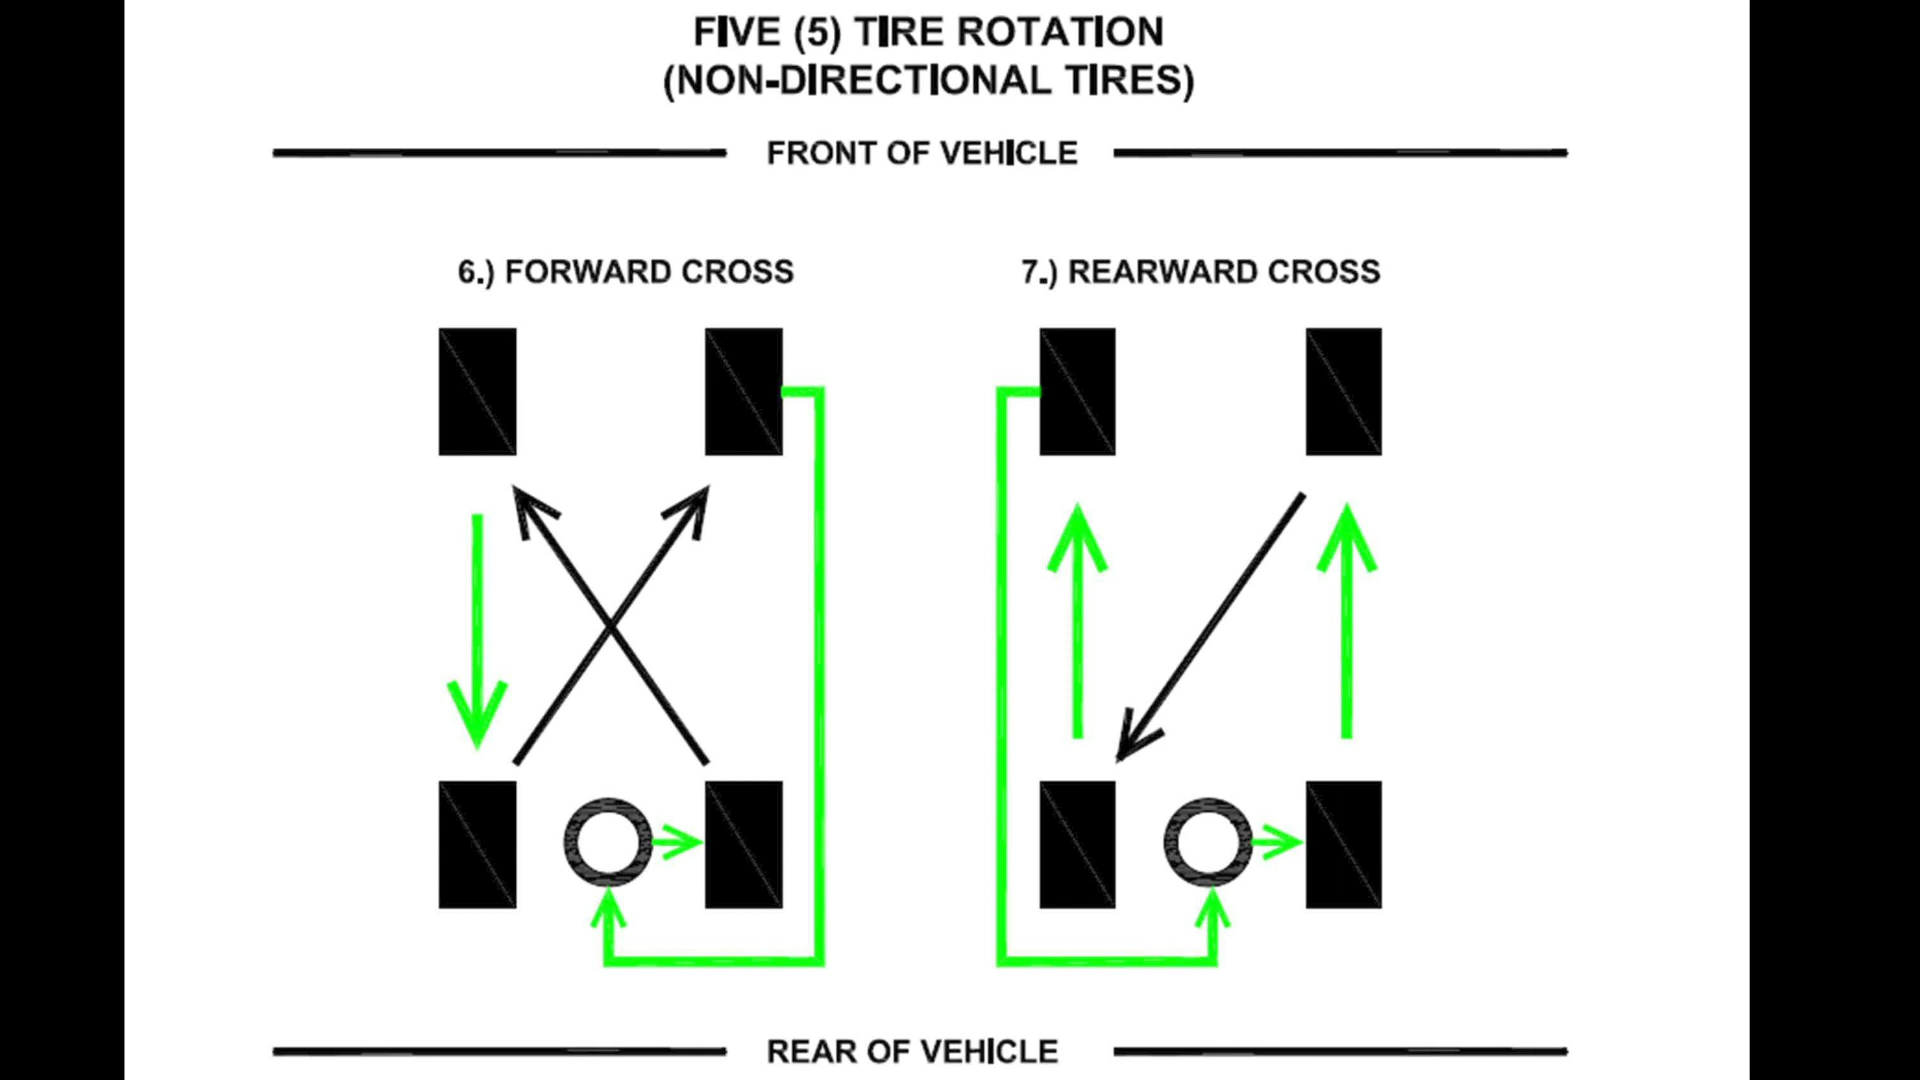 FIVE (5) TIRE ROTATION
(NON-DIRECTIONAL TIRES)
FRONT OF VEHICLE
6.) FORWARD CROSS
7.) REARWARD CROSS
REAR OF VEHICLE